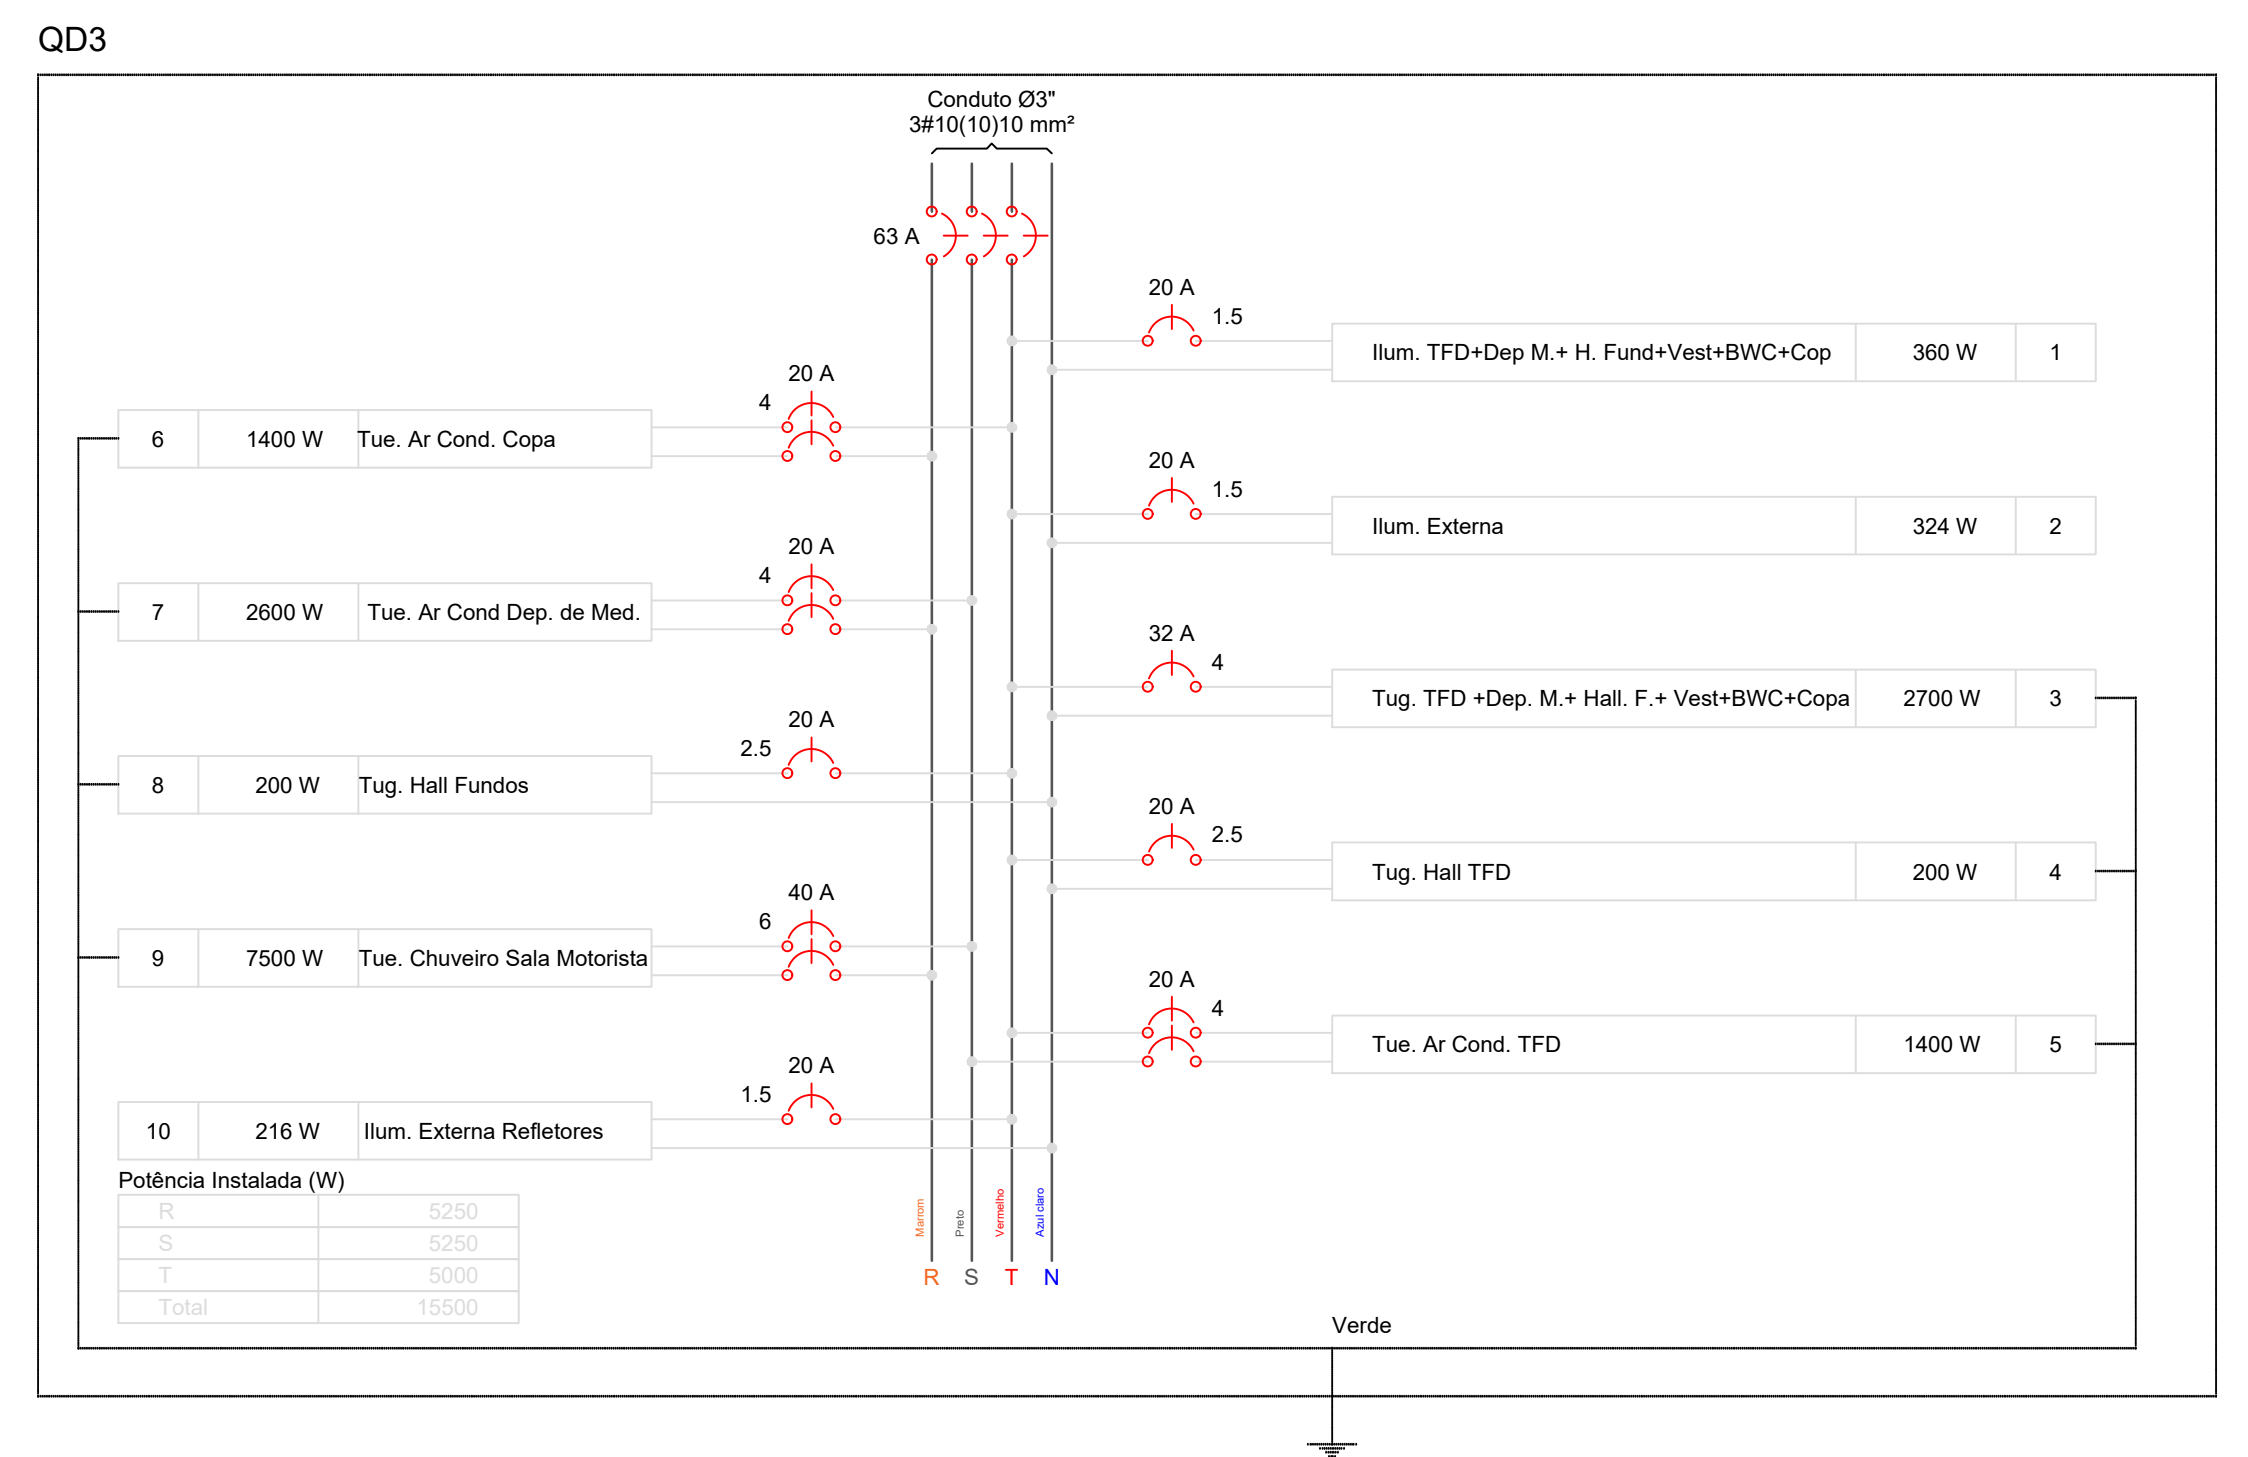 QD3
Conduto Ø3"
3#10(10)10 mm²
63 A
20 A
4
6 1400 W Tue. Ar Cond. Copa
20 A
4
7 2600 W Tue. Ar Cond Dep. de Med.
20 A
2.5
8 200 W Tug. Hall Fundos
40 A
6
9 7500 W Tue. Chuveiro Sala Motorista
20 A
1.5
10 216 W Ilum. Externa Refletores
20 A
1.5
Ilum. TFD+Dep M.+ H. Fund+Vest+BWC+Cop 360 W 1
20 A
1.5
Ilum. Externa 324 W 2
32 A
4
Tug. TFD +Dep. M.+ Hall. F.+ Vest+BWC+Copa 2700 W 3
20 A
2.5
Tug. Hall TFD 200 W 4
20 A
4
Tue. Ar Cond. TFD 1400 W 5
Potência Instalada (W)
R 5250
S 5250
T 5000
Total 15500
Marrom
Preto
Vermelho
Azul claro
R S T N
Verde